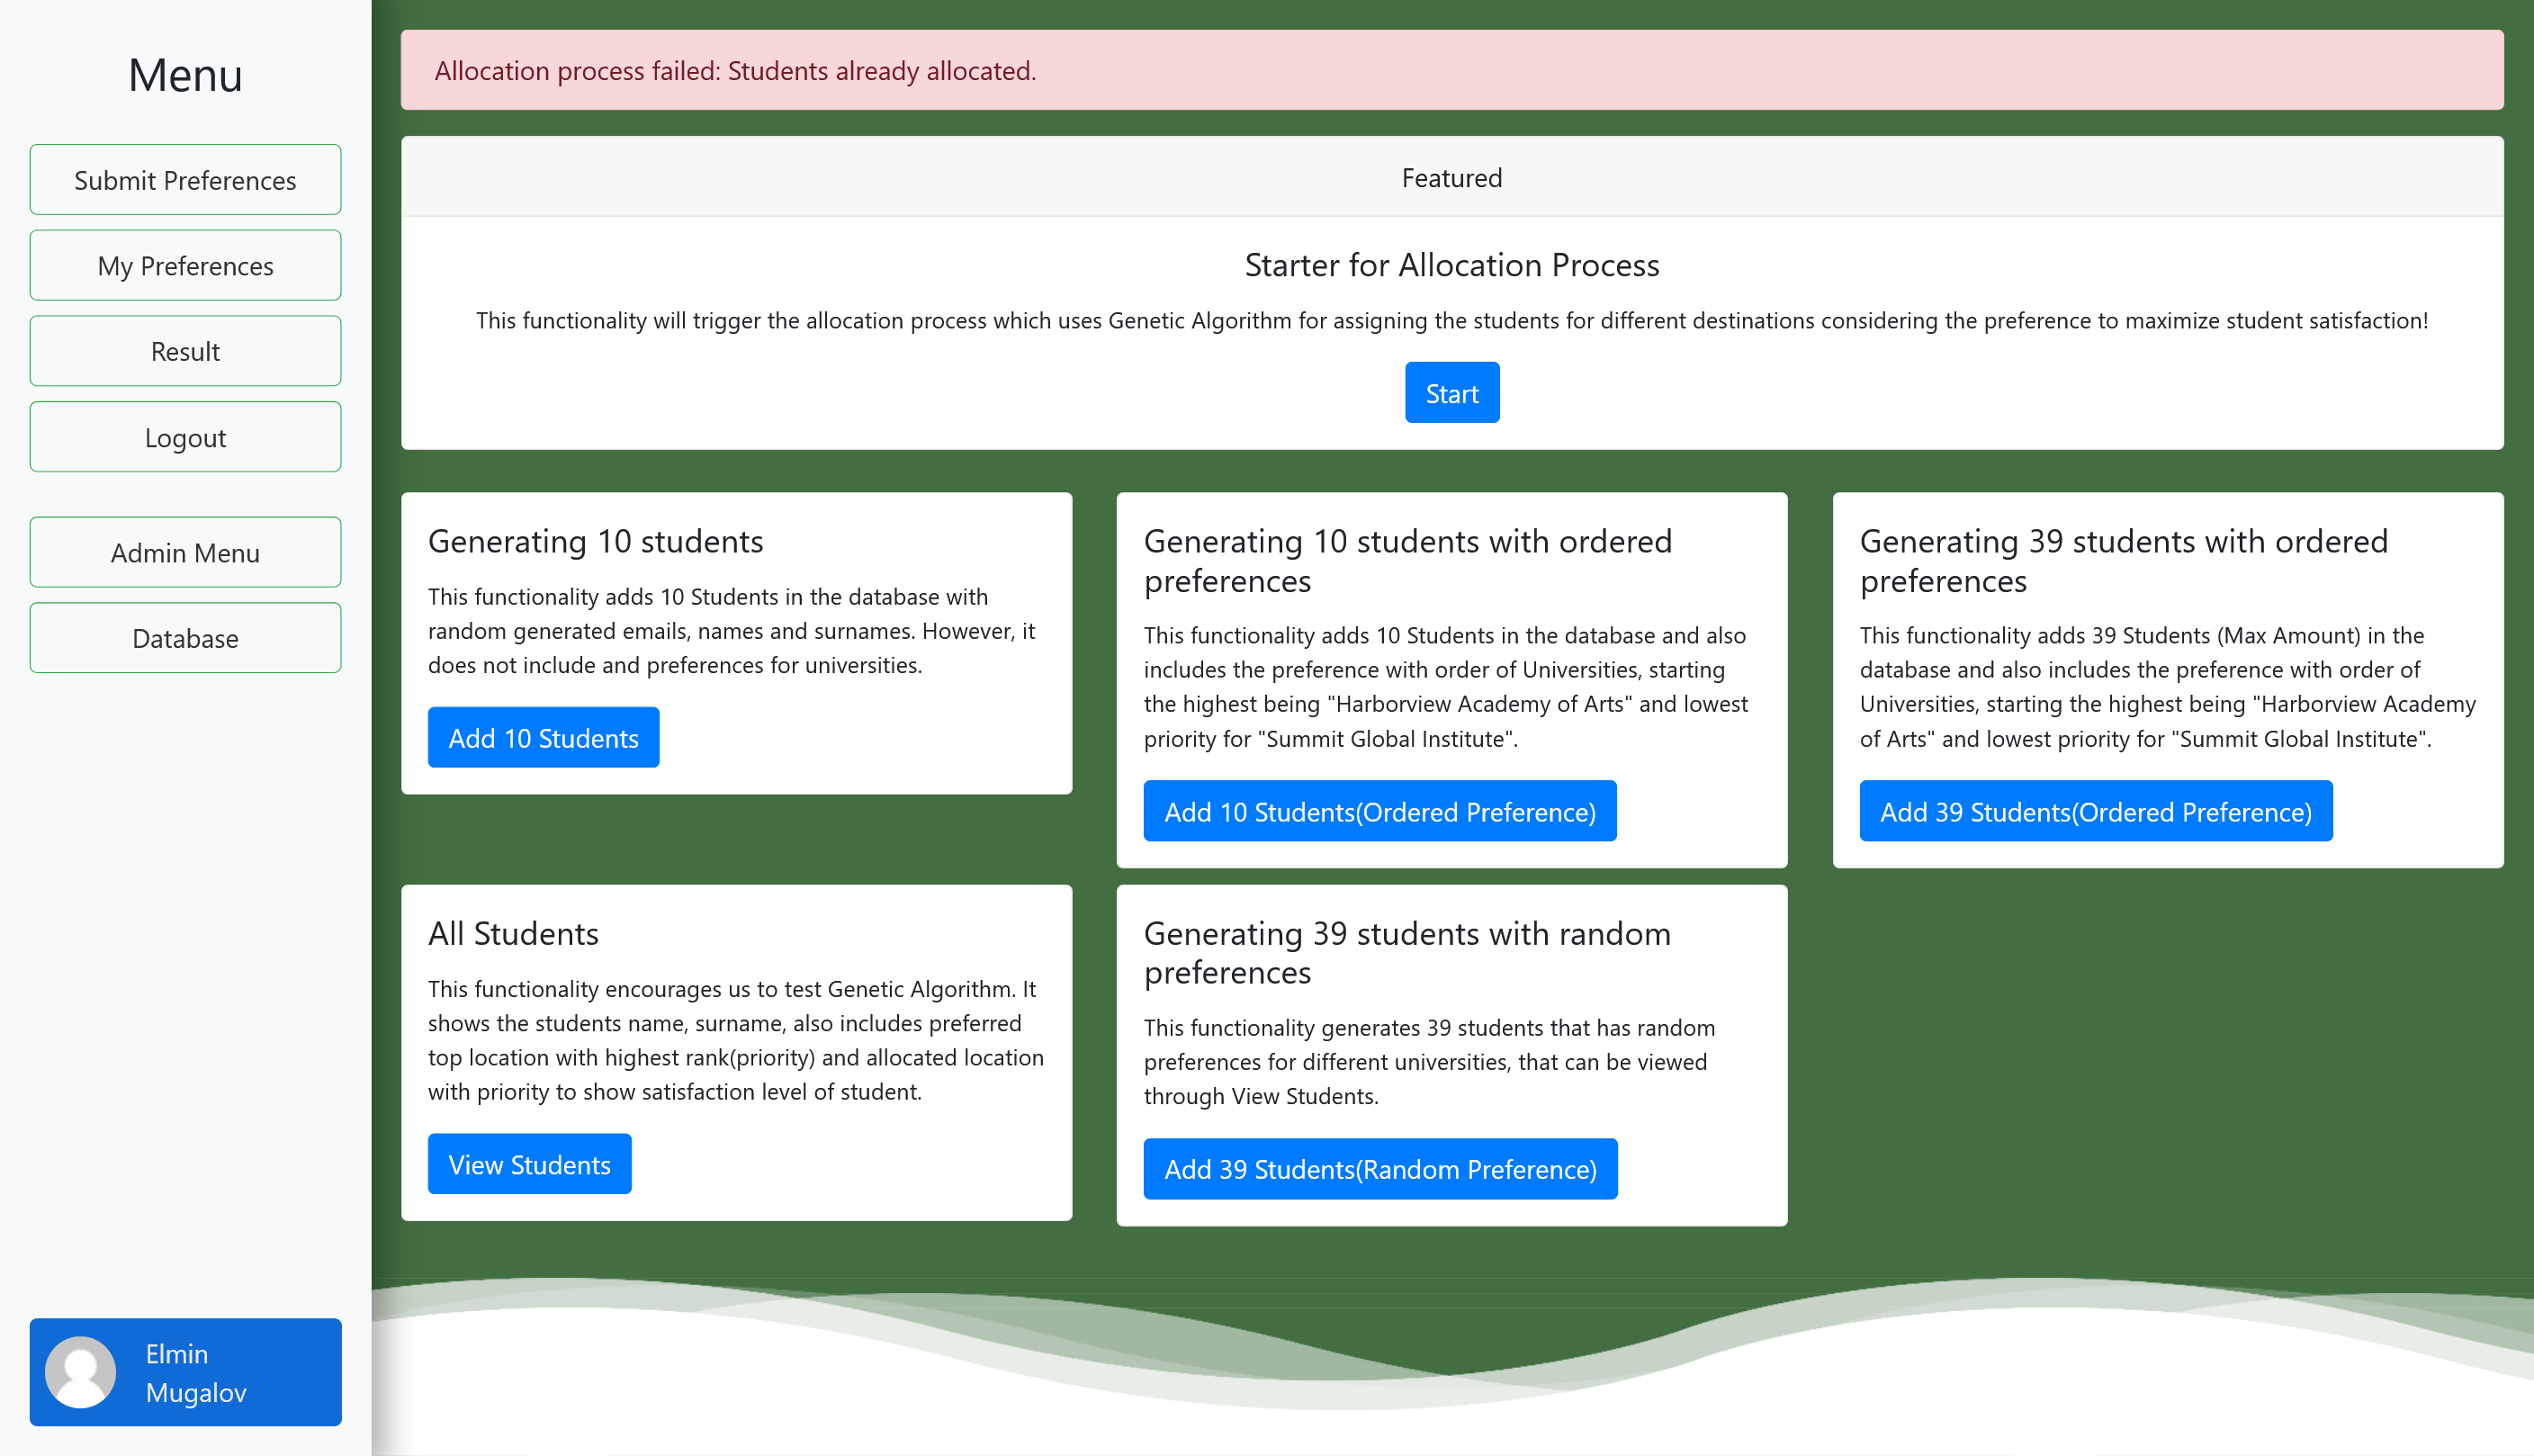 Menu
Submit Preferences
My Preferences
Result
Logout
Admin Menu
Database
Elmin
Mugalov
Allocation process failed: Students already allocated.
Featured
Starter for Allocation Process
This functionality will trigger the allocation process which uses Genetic Algorithm for assigning the students for different destinations considering the preference to maximize student satisfaction!
Start
Generating 10 students
This functionality adds 10 Students in the database with
random generated emails, names and surnames. However, it
does not include and preferences for universities.
Add 10 Students
Generating 10 students with ordered
preferences
This functionality adds 10 Students in the database and also
includes the preference with order of Universities, starting
the highest being "Harborview Academy of Arts" and lowest
priority for "Summit Global Institute".
Add 10 Students(Ordered Preference)
Generating 39 students with ordered
preferences
This functionality adds 39 Students (Max Amount) in the
database and also includes the preference with order of
Universities, starting the highest being "Harborview Academy
of Arts" and lowest priority for "Summit Global Institute".
Add 39 Students(Ordered Preference)
All Students
This functionality encourages us to test Genetic Algorithm. It
shows the students name, surname, also includes preferred
top location with highest rank(priority) and allocated location
with priority to show satisfaction level of student.
View Students
Generating 39 students with random
preferences
This functionality generates 39 students that has random
preferences for different universities, that can be viewed
through View Students.
Add 39 Students(Random Preference)